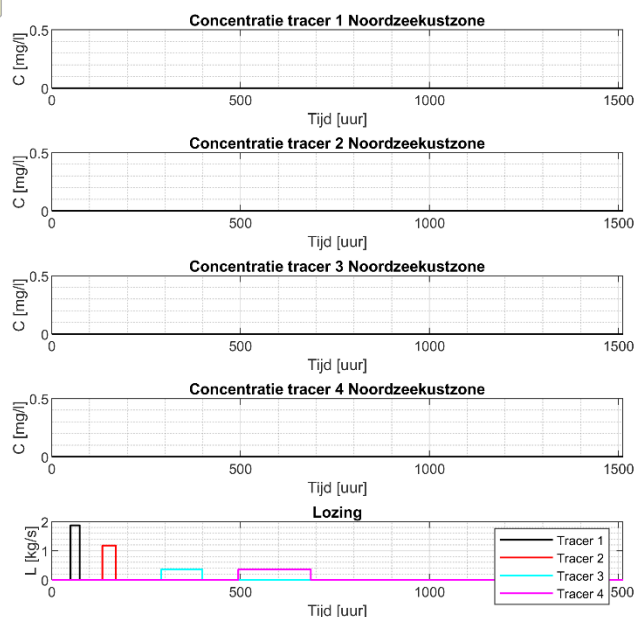 Concentratie tracer 1 Noordzeekustzone
0.5
C [mg/l]
0
0 500 1000 1500
Tijd [uur]
Concentratie tracer 2 Noordzeekustzone
0.5
C [mg/l]
0
0 500 1000 1500
Tijd [uur]
Concentratie tracer 3 Noordzeekustzone
0.5
C [mg/l]
0
0 500 1000 1500
Tijd [uur]
Concentratie tracer 4 Noordzeekustzone
0.5
C [mg/l]
0
0 500 1000 1500
Tijd [uur]
Lozing
2
L [kg/s]
1
0
Tracer 1
Tracer 2
Tracer 3
Tracer 4
0 500 1000 1500
Tijd [uur]